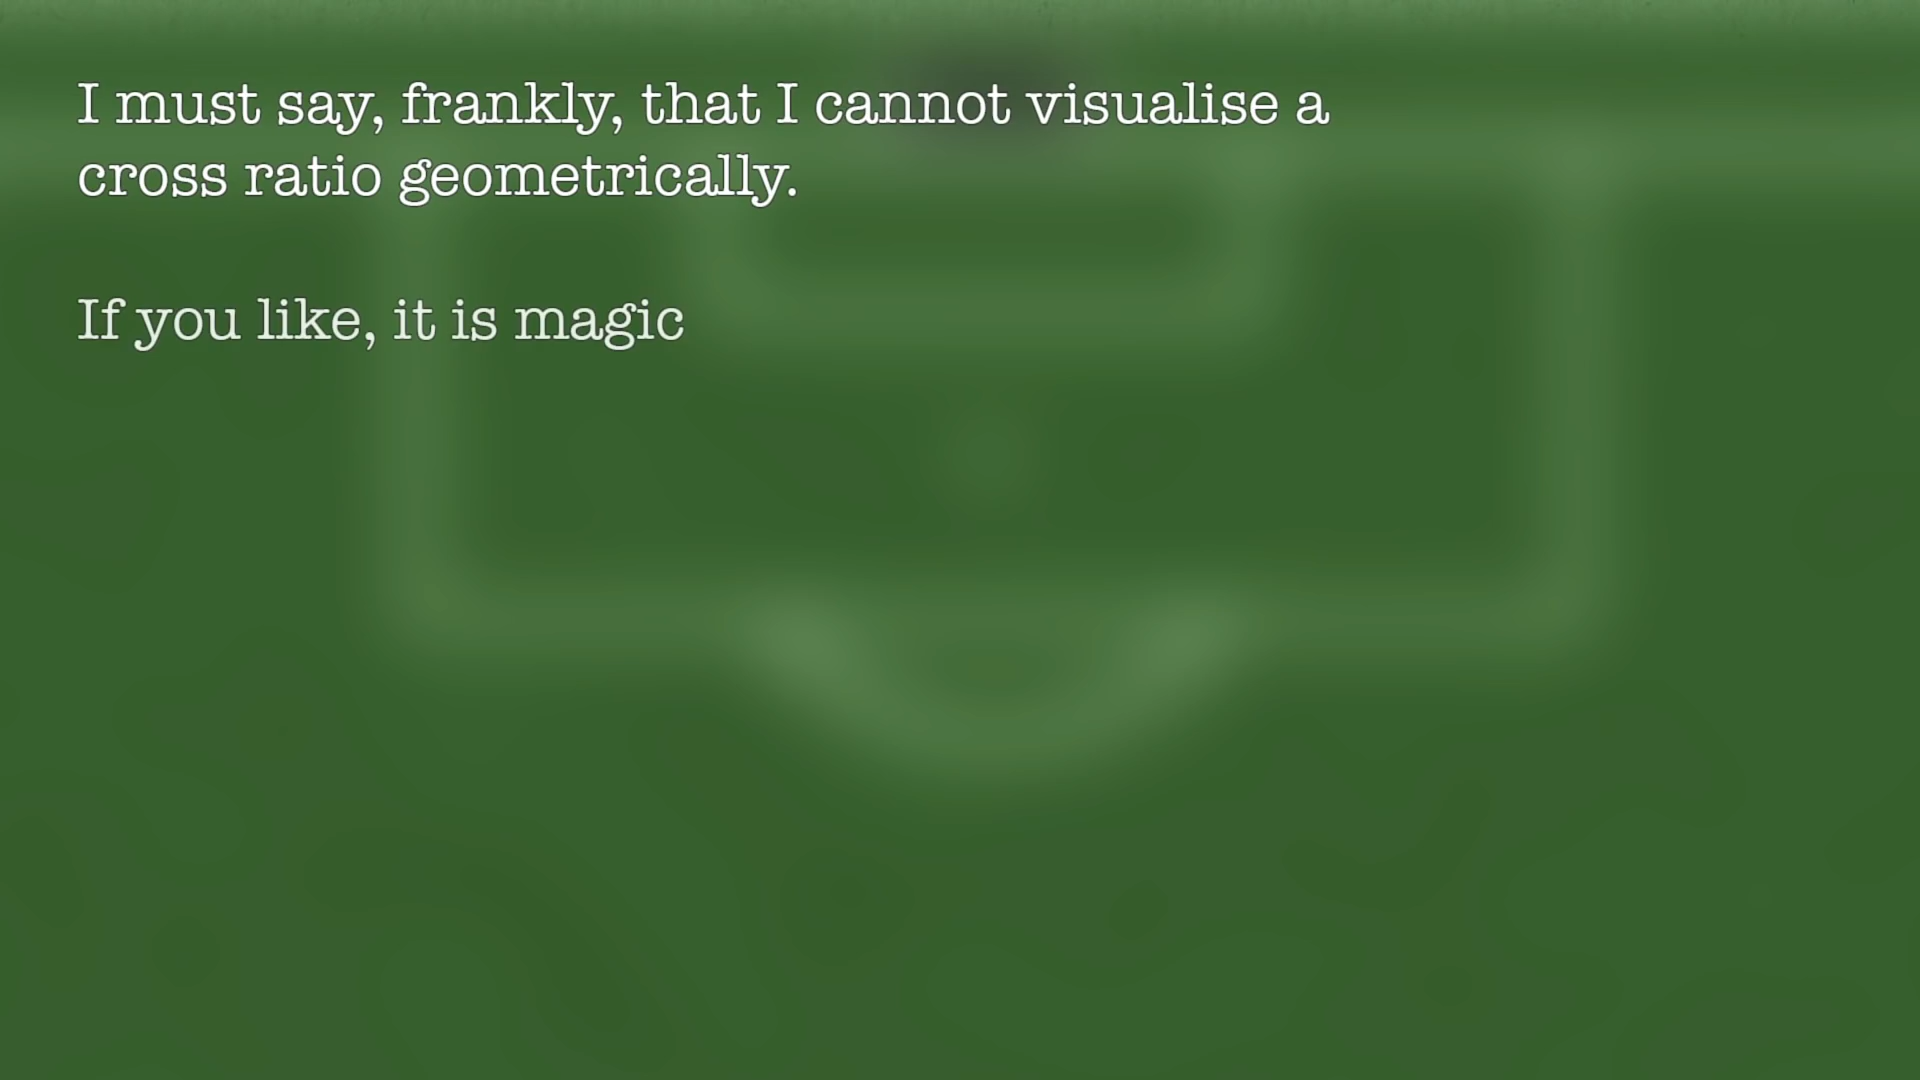 I must say, frankly, that I cannot visualise a
cross ratio geometrically.
If you like, it is magic